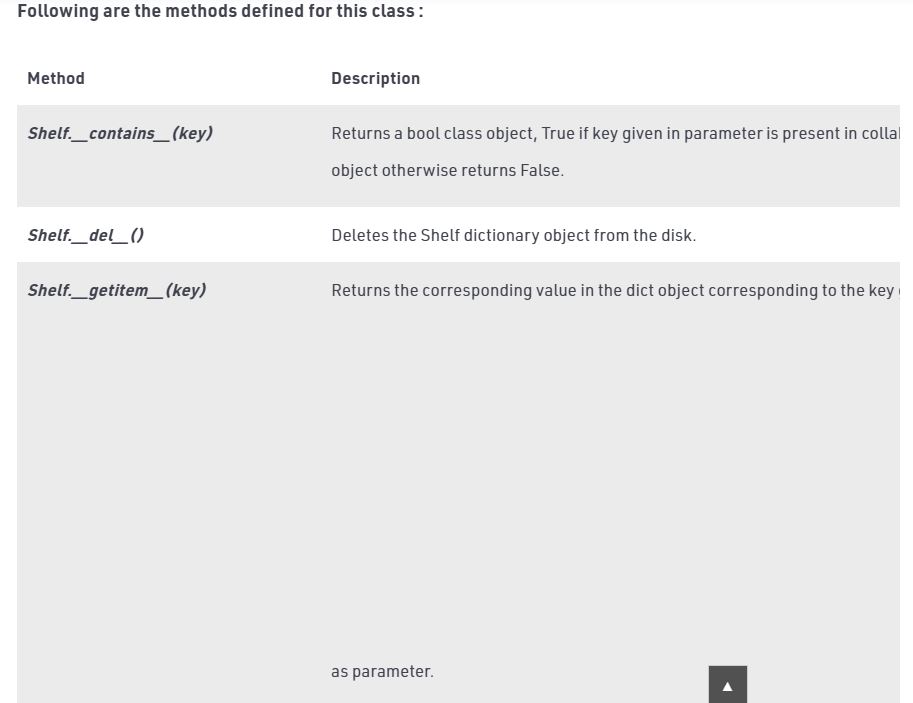 Following are the methods defined for this class :
Method Description
Shelf.__contains__(key) Returns a bool class object, True if key given in parameter is present in
object otherwise returns False.
Shelf.__del__() Deletes the Shelf dictionary object from the disk.
Shelf.__getitem__(key) Returns the corresponding value in the dict object corresponding to the key
as parameter.